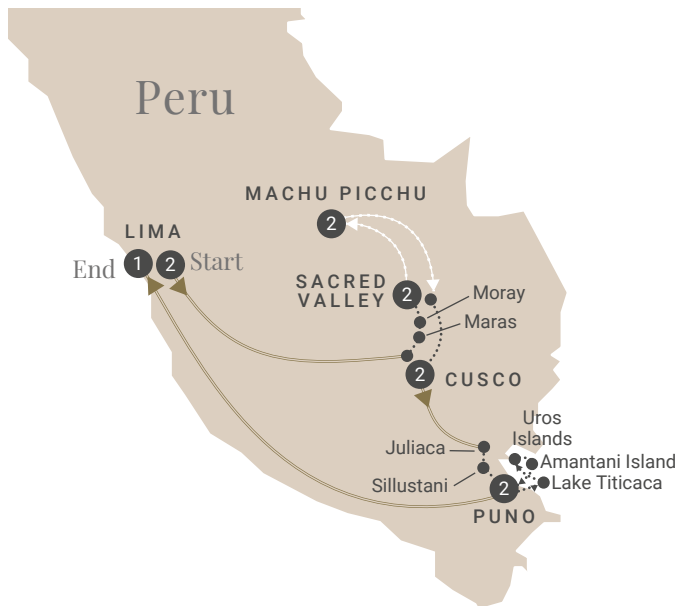 Peru
MACHU PICCHU
2
LIMA
End
1
2
Start
SACRED
VALLEY
2
Moray
Maras
2
CUSCO
Uros
Islands
Juliaca
Amantani Island
Sillustani
2
Lake Titicaca
PUNO